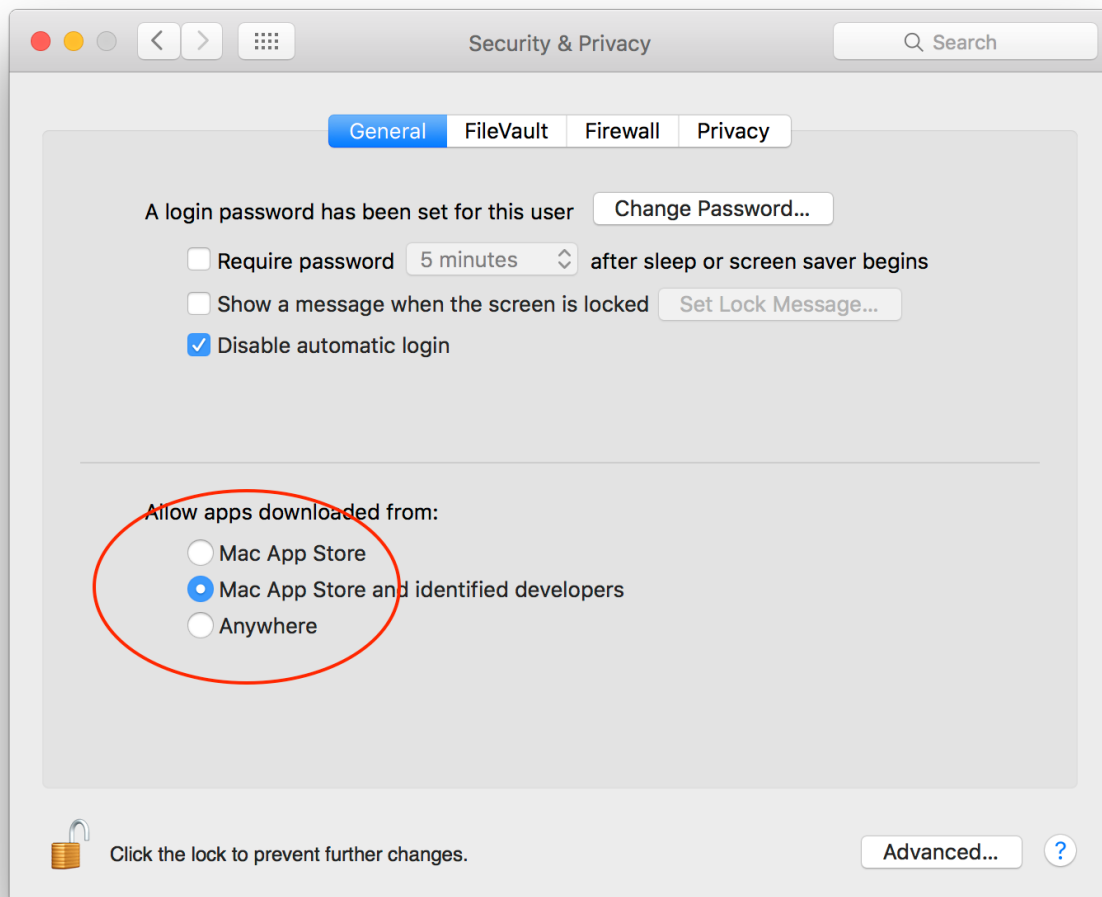 Security & Privacy
Search
General FileVault Firewall Privacy
A login password has been set for this user Change Password...
Require password 5 minutes after sleep or screen saver begins
Show a message when the screen is locked Set Lock Message...
Disable automatic login
Allow apps downloaded from:
Mac App Store
Mac App Store and identified developers
Anywhere
Click the lock to prevent further changes.
Advanced...
?